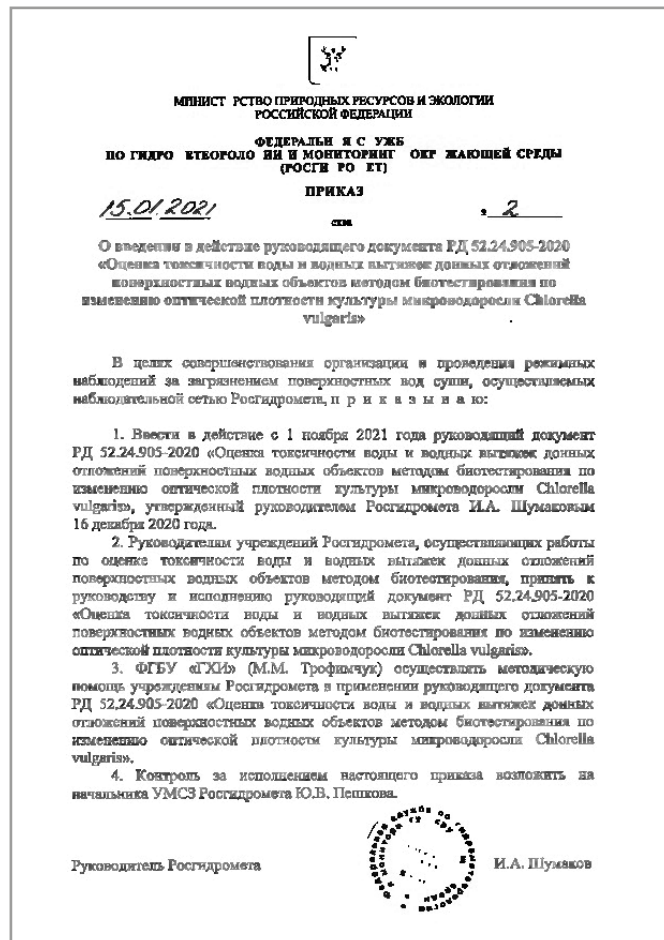 МИНИСТ РСТВО ПРИРОДНЫХ РЕСУРСОВ И ЭКОЛОГИИ
РОССИЙСКОЙ ФЕДЕРАЦИИ
ФЕДЕРАЛЬН Я С УЖБ
ПО ГИДРО ЕТЕОРОЛО ИИ И МОНИТОРИНГ ОКР ЖАЮЩЕЙ СРЕДЫ
(РОСГИ РО ЕТ)
ПРИКАЗ
15.01.2021
2
О введении в действие руководящего документа РД 52.24.905-2020
«Оценка токсичности воды и водных вытяжек донных отложений
поверхностных водных объектов методом биотестирования по
изменению оптической плотности культуры микроводоросли Chlorella
vulgaris»
В целях совершенствования организации и проведения режимных
наблюдений за загрязнением поверхностных вод суши, осуществляемых
наблюдательной сетью Росгидромета, п р и к а з ы в а ю:
1. Ввести в действие с 1 ноября 2021 года руководящий документ
РД 52.24.905-2020 «Оценка токсичности воды и водных вытяжек донных
отложений поверхностных водных объектов методом биотестирования по
изменению оптической плотности культуры микроводоросли Chlorella
vulgaris», утвержденный руководителем Росгидромета И.А. Шумаковым
16 декабря 2020 года.
2. Руководителям учреждений Росгидромета, осуществляющих работы
по оценке токсичности воды и водных вытяжек донных отложений
поверхностных водных объектов методом биотестирования, принять к
руководству и исполнению руководящий документ РД 52.24.905-2020
«Оценка токсичности воды и водных вытяжек донных отложений
поверхностных водных объектов методом биотестирования по изменению
оптической плотности культуры микроводоросли Chlorella vulgaris».
3. ФГБУ «ГХИ» (М.М. Трофимчук) осуществлять методическую
помощь учреждениям Росгидромета в применении руководящего документа
РД 52.24.905-2020 «Оценка токсичности воды и водных вытяжек донных
отложений поверхностных водных объектов методом биотестирования по
изменению оптической плотности культуры микроводоросли Chlorella
vulgaris».
4. Контроль за исполнением настоящего приказа возложить на
начальника УМСЗ Росгидромета Ю.В. Пешкова.
Руководитель Росгидромета
И.А. Шумаков